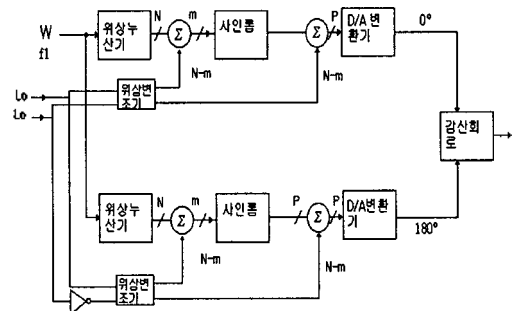 W
f1
위상누
산기
N
Σ
m
사인롬
Σ
P
D/A변
환기
0°
N-m
Lo
Lo
위상변
조기
N-m
감산회
로
위상누
산기
N
Σ
m
사인롬
P
Σ
P
D/A변환
기
180°
N-m
위상변
조기
N-m